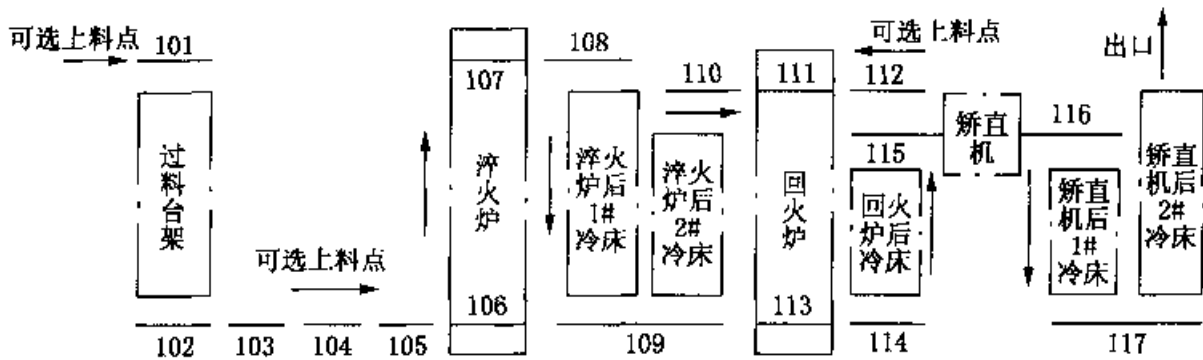 可选上料点
101
过料台架
可选上料点
102
103
104
105
107
淬火炉
106
108
淬火炉后1#冷床
110
淬火炉后2#冷床
109
111
回火炉
113
可选上料点
112
115
回火炉后冷床
114
矫直机
116
矫直机后1#冷床
出口
矫直机后2#冷床
117